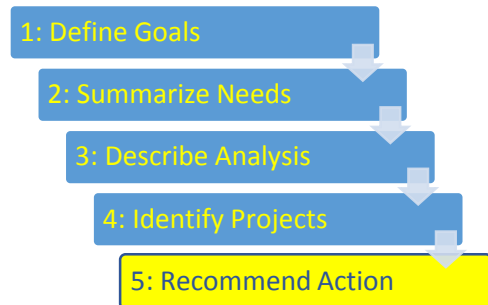 1: Define Goals
2: Summarize Needs
3: Describe Analysis
4: Identify Projects
5: Recommend Action